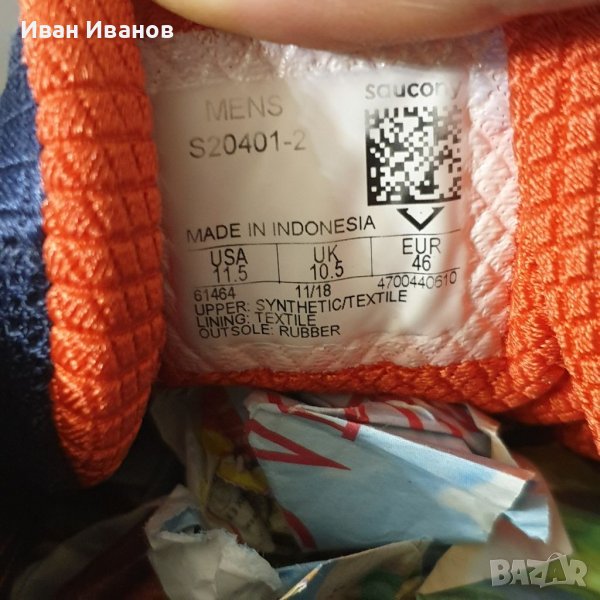 Иван Иванов
saucony
MENS
S20401-2
MADE IN INDONESIA
USA UK EUR
11.5 10.5 46
61464 11/18 4700440610
UPPER: SYNTHETIC/TEXTILE
LINING: TEXTILE
OUTSOLE: RUBBER
BAZAR